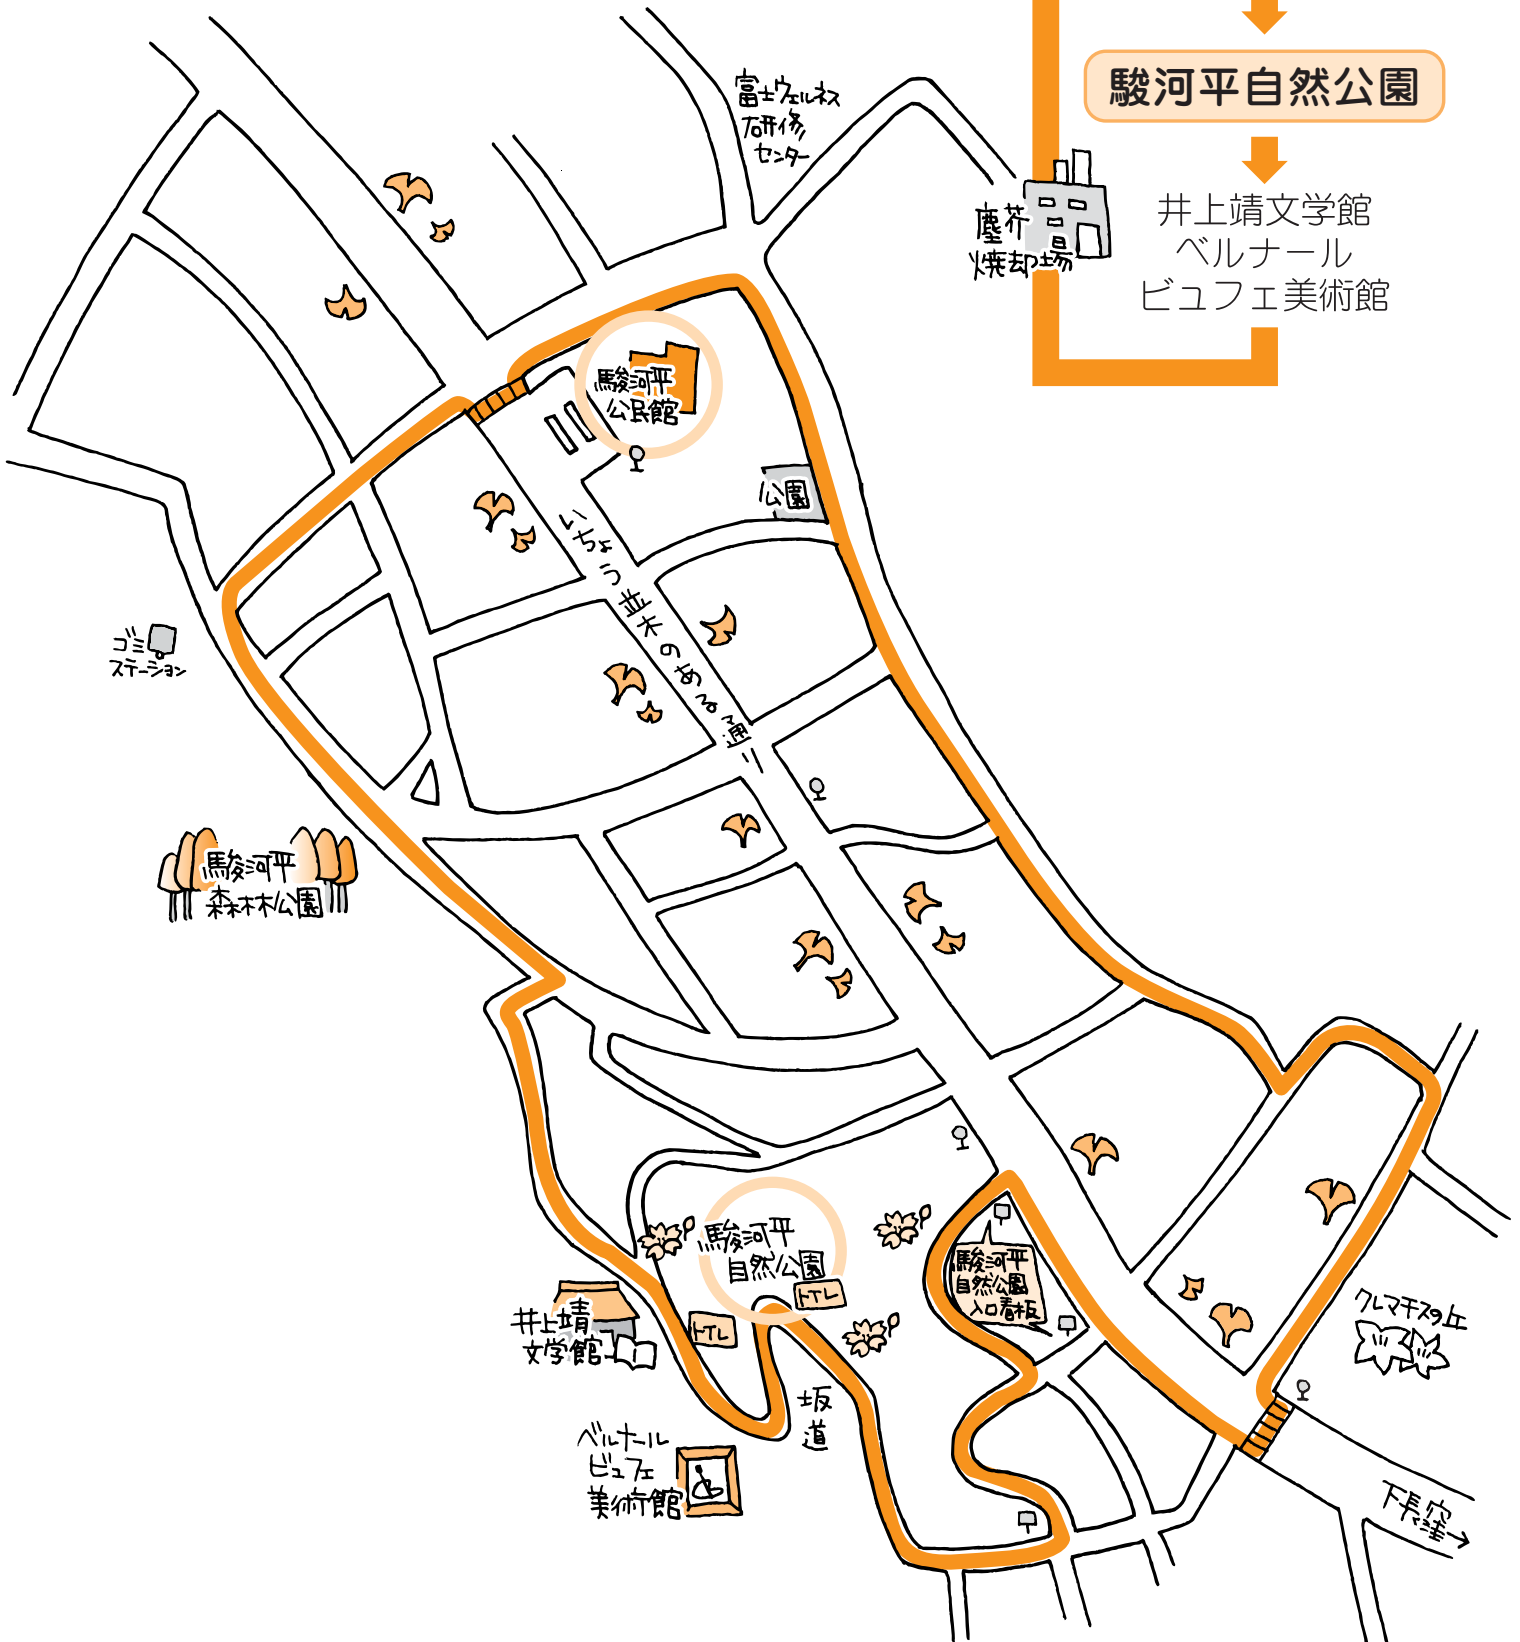 駿河平自然公園
井上靖文学館
ベルナール
ビュフェ美術館
富士ウェルネス
研修
センター
塵芥
焼却場
駿河平
公民館
公園
いちょう並木のある通り
ゴミ
ステーション
駿河平
森林公園
駿河平
自然公園
トイレ
トイレ
駿河平
自然公園
入口看板
井上靖
文学館
坂道
ベルナール
ビュフェ
美術館
クレマチスの丘
下長窪